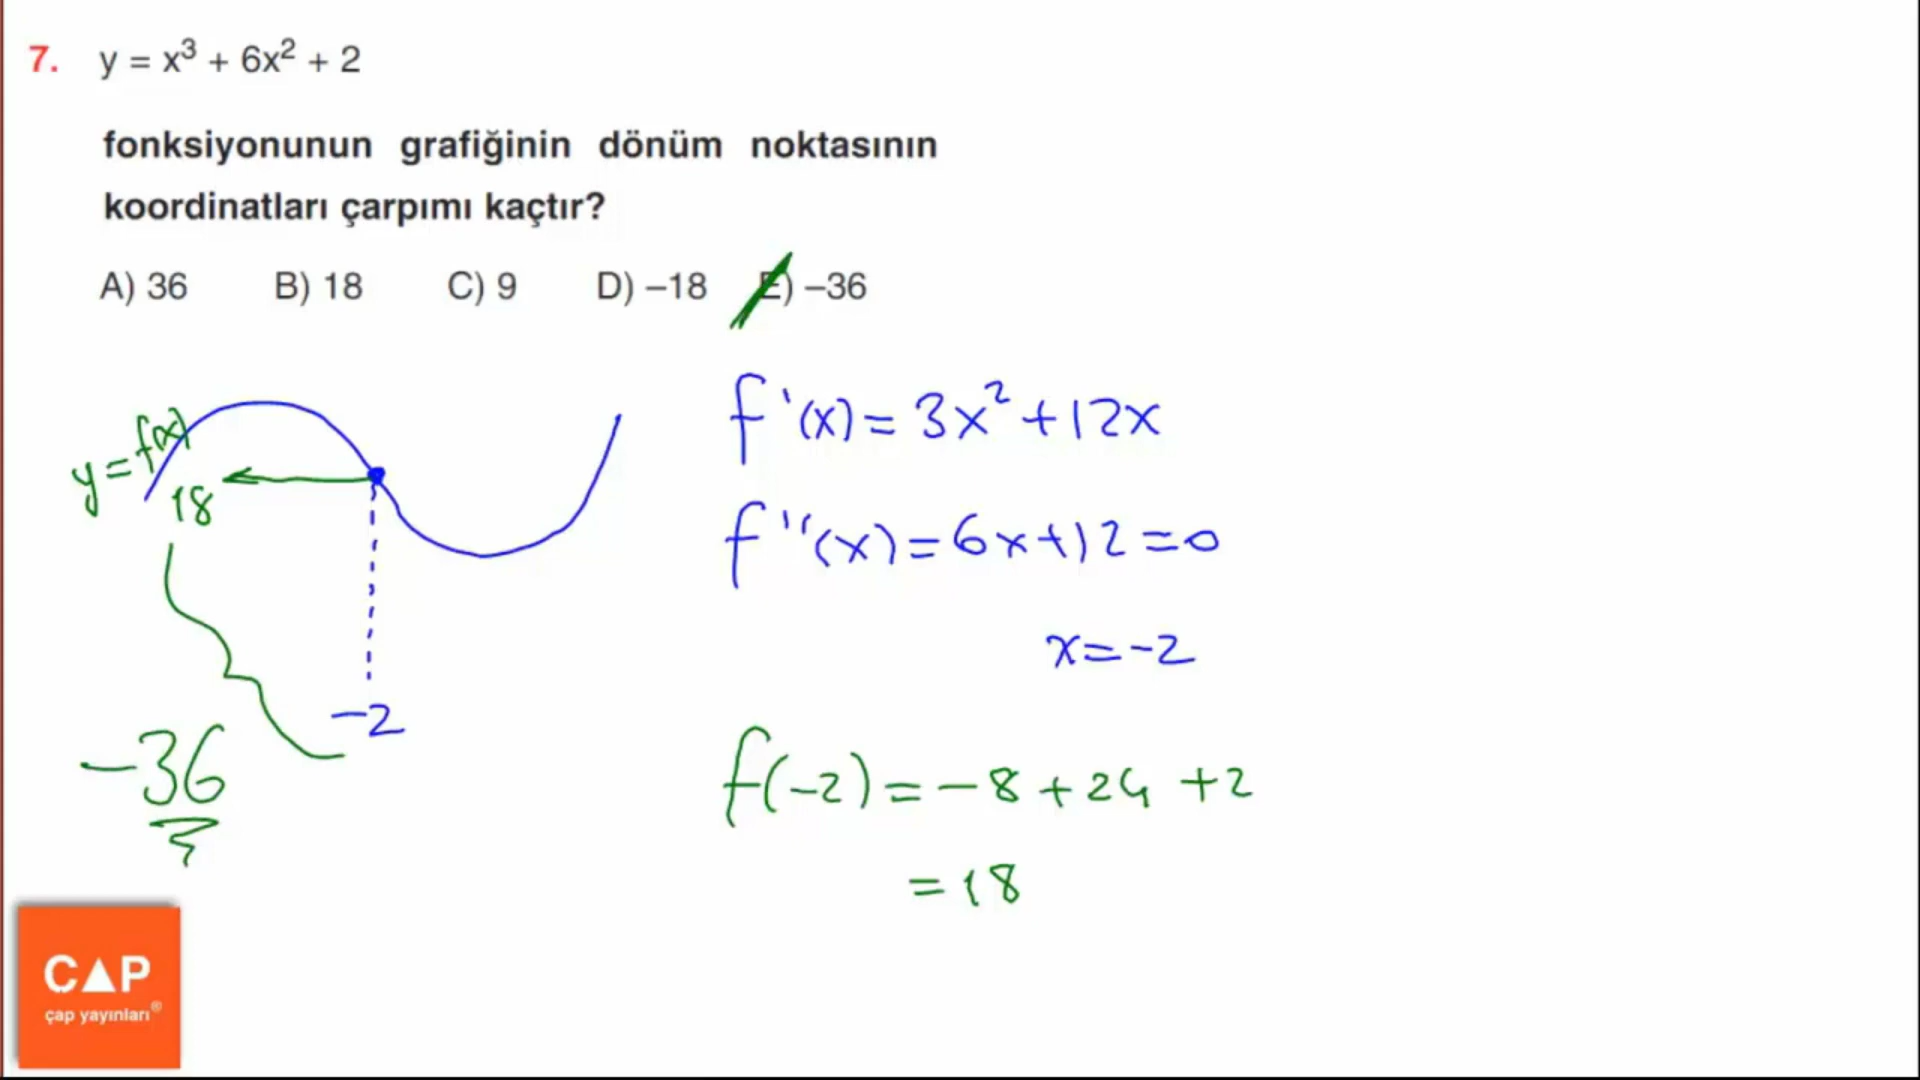 7. y = x³ + 6x² + 2
fonksiyonunun grafiğinin dönüm noktasının
koordinatları çarpımı kaçtır?
A) 36 B) 18 C) 9 D) –18 E) –36
y = f(x)
18
-2
-36
f'(x) = 3x² + 12x
f''(x) = 6x + 12 = 0
x = -2
f(-2) = -8 + 24 + 2
= 18
CAP
çap yayınları®